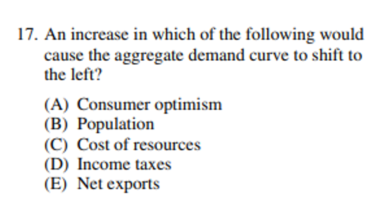 17. An increase in which of the following would
cause the aggregate demand curve to shift to
the left?
(A) Consumer optimism
(B) Population
(C) Cost of resources
(D) Income taxes
(E) Net exports